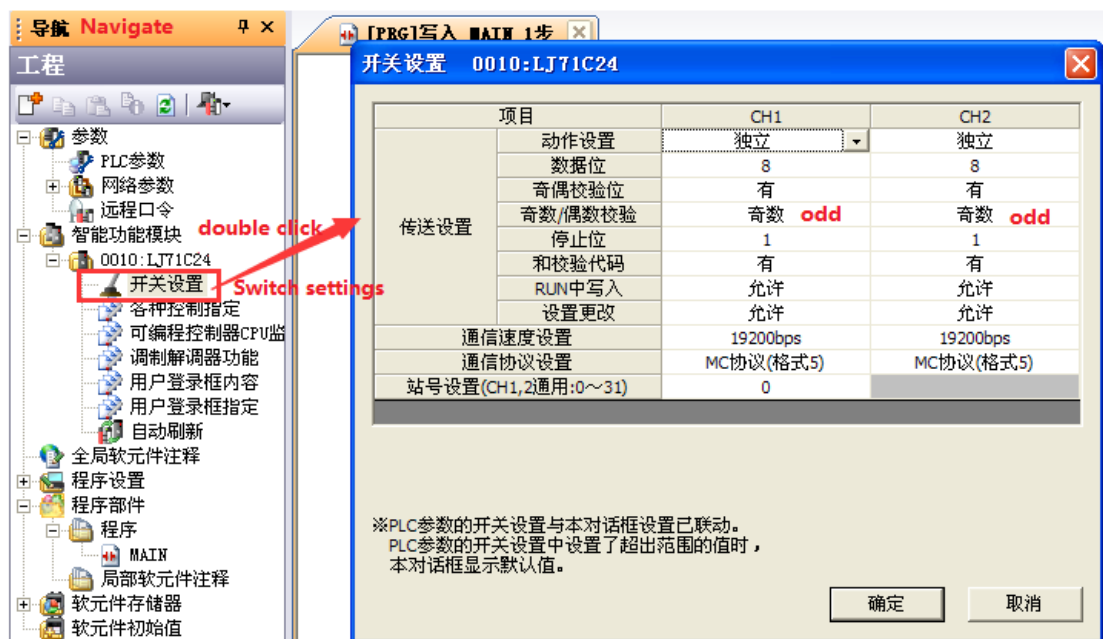 导航 Navigate
工程
参数
PLC参数
网络参数
远程口令
智能功能模块
double click
0010:LJ71C24
开关设置
Switch settings
各种控制指定
可编程控制器CPU监
调制解调器功能
用户登录框内容
用户登录框指定
自动刷新
全局软元件注释
程序设置
程序部件
程序
MAIN
局部软元件注释
软元件存储器
软元件初始值
[PRG]写入 MAIN 1步
开关设置 0010:LJ71C24
项目 CH1 CH2
传送设置
动作设置 独立 独立
数据位 8 8
奇偶校验位 有 有
奇数/偶数校验 奇数 odd 奇数 odd
停止位 1 1
和校验代码 有 有
RUN中写入 允许 允许
设置更改 允许 允许
通信速度设置 19200bps 19200bps
通信协议设置 MC协议(格式5) MC协议(格式5)
站号设置(CH1,2通用:0～31) 0
※PLC参数的开关设置与本对话框设置已联动。
PLC参数的开关设置中设置了超出范围的值时，
本对话框显示默认值。
确定 取消